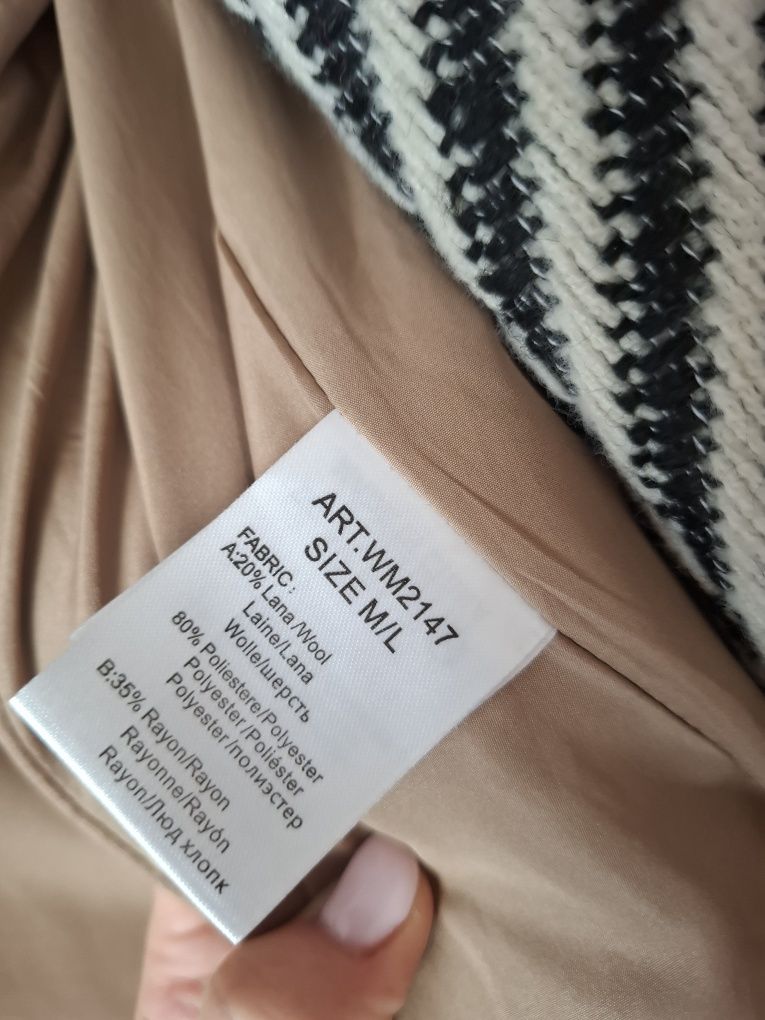 ART.WM2147
SIZE M/L
FABRIC :
A:20% Lana/Wool
Laine/Lana
Wolle/шерсть
80% Poliestere/Polyester
Polyester/Poliéster
Polyester/полиэстер
B:35% Rayon/Rayon
Rayonne/Rayón
Rayon/Люд хлопк